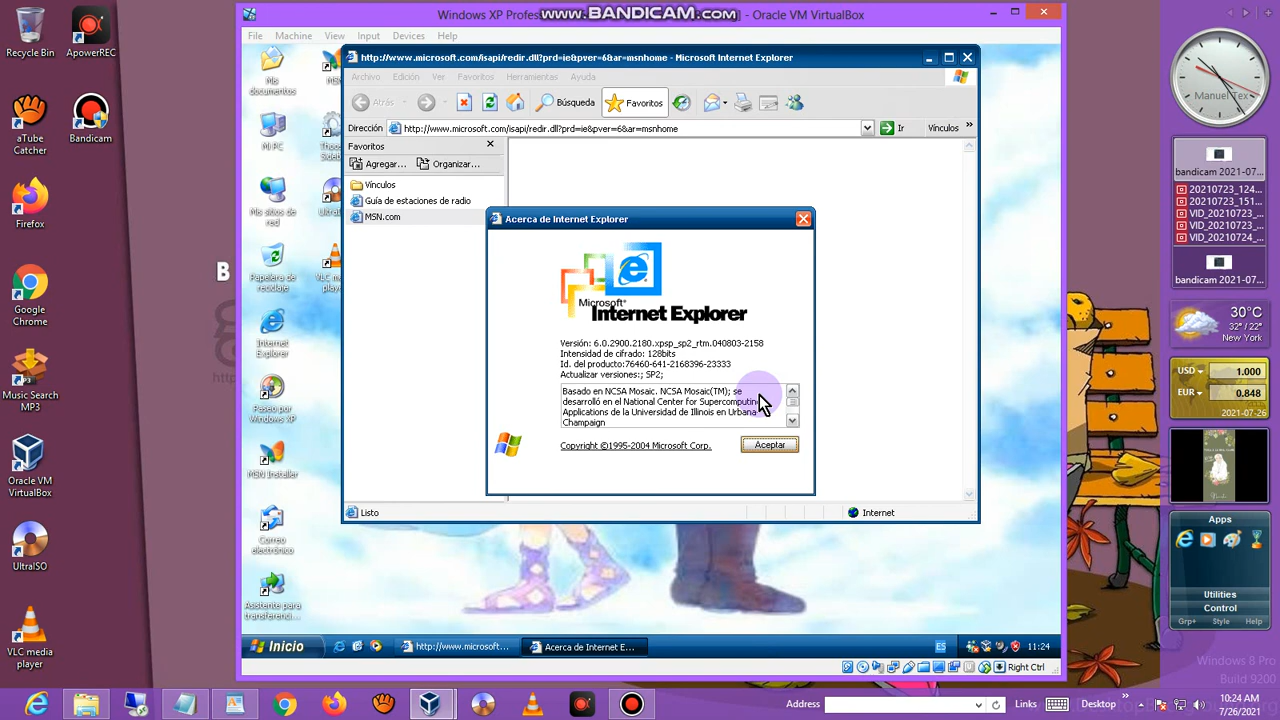 Windows XP Profes
www.BANDICAM.com
- Oracle VM VirtualBox
File Machine View Input Devices Help
Recycle Bin
ApowerREC
aTube Catcher
Bandicam
Firefox
Google Chrome
Music Search MP3
Oracle VM VirtualBox
UltraISO
VLC media player
Mis documentos
MSN
Mi PC
Mis sitios de red
Papelera de reciclaje
Internet Explorer
Paseo por Windows XP
MSN Installer
Correo electrónico
Asistente para transferenci...
http://www.microsoft.com/isapi/redir.dll?prd=ie&pver=6&ar=msnhome - Microsoft Internet Explorer
Archivo Edición Ver Favoritos Herramientas Ayuda
Atrás Búsqueda Favoritos
Dirección http://www.microsoft.com/isapi/redir.dll?prd=ie&pver=6&ar=msnhome Ir Vínculos »
Favoritos
Agregar... Organizar...
Vínculos
Guía de estaciones de radio
MSN.com
Acerca de Internet Explorer
Microsoft®
Internet Explorer
Versión: 6.0.2900.2180.xpsp_sp2_rtm.040803-2158
Intensidad de cifrado: 128bits
Id. del producto:76460-641-2168396-23333
Actualizar versiones:; SP2;
Basado en NCSA Mosaic. NCSA Mosaic(TM); se
desarrolló en el National Center for Supercomputin
Applications de la Universidad de Illinois en Urbana
Champaign
Copyright ©1995-2004 Microsoft Corp.
Aceptar
Listo
Internet
Inicio
http://www.microsoft...
Acerca de Internet E...
ES
11:24
Right Ctrl
Manuel Tex
bandicam 2021-07...
20210723_124...
20210723_151...
VID_20210723_...
VID_20210723_...
VID_20210724_...
bandicam 2021-07...
30°C
32° / 22°
New York
USD 1.000
EUR 0.848
2021-07-26
Apps
Utilities
Control
Grp+ Style Help
Windows 8 Pro
Build 9200
Address
Links
Desktop
10:24 AM
7/26/2021